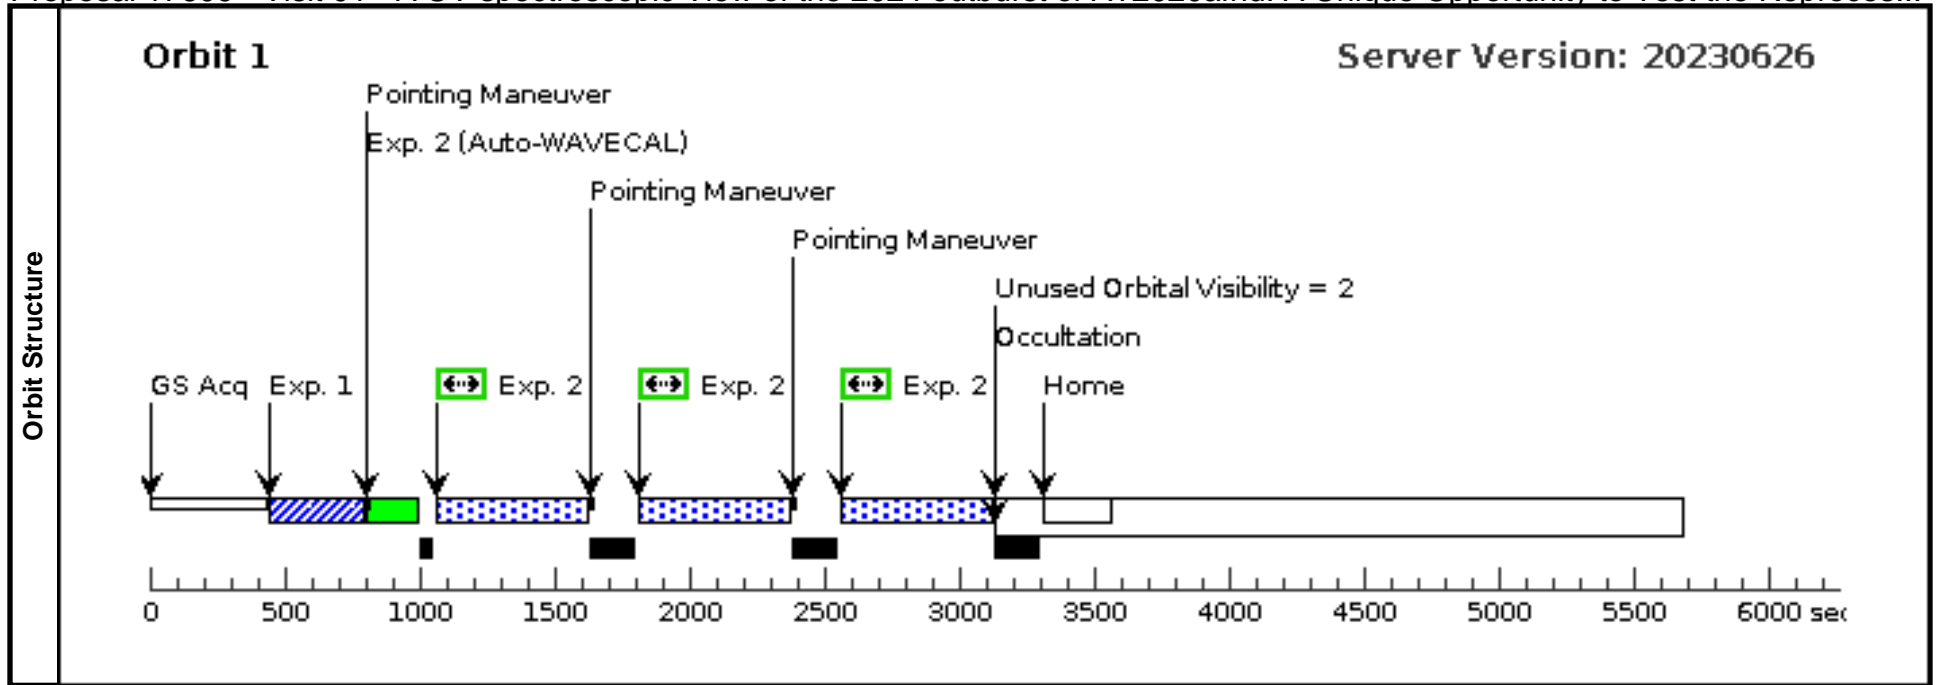 Orbit 1
Server Version: 20230626
Pointing Maneuver
Exp. 2 (Auto-WAVECAL)
Pointing Maneuver
Pointing Maneuver
Unused Orbital Visibility = 2
Occultation
GS Acq Exp. 1 Exp. 2 Exp. 2 Exp. 2 Home
Orbit Structure
0 500 1000 1500 2000 2500 3000 3500 4000 4500 5000 5500 6000 sec